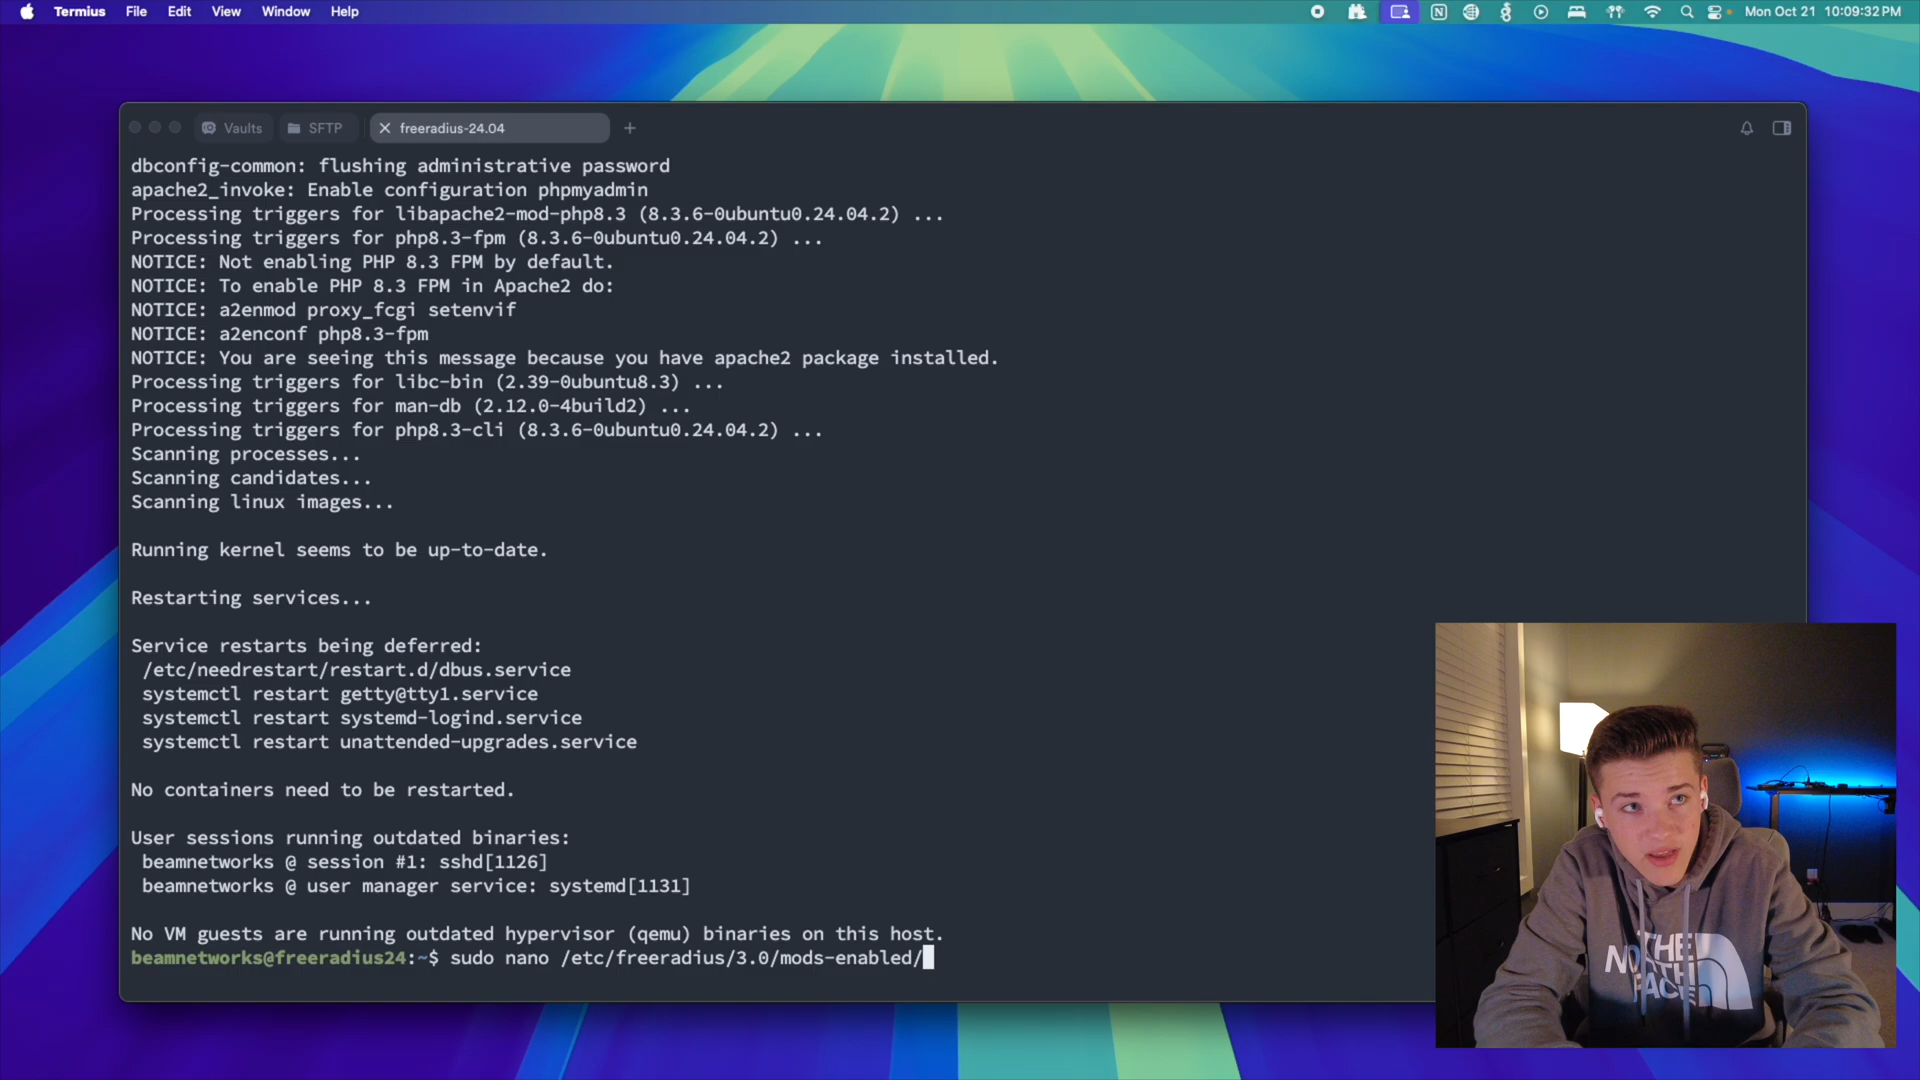 Termius File Edit View Window Help
Mon Oct 21 10:09:32 PM
Vaults SFTP freeradius-24.04
dbconfig-common: flushing administrative password
apache2_invoke: Enable configuration phpmyadmin
Processing triggers for libapache2-mod-php8.3 (8.3.6-0ubuntu0.24.04.2) ...
Processing triggers for php8.3-fpm (8.3.6-0ubuntu0.24.04.2) ...
NOTICE: Not enabling PHP 8.3 FPM by default.
NOTICE: To enable PHP 8.3 FPM in Apache2 do:
NOTICE: a2enmod proxy_fcgi setenvif
NOTICE: a2enconf php8.3-fpm
NOTICE: You are seeing this message because you have apache2 package installed.
Processing triggers for libc-bin (2.39-0ubuntu8.3) ...
Processing triggers for man-db (2.12.0-4build2) ...
Processing triggers for php8.3-cli (8.3.6-0ubuntu0.24.04.2) ...
Scanning processes...
Scanning candidates...
Scanning linux images...
Running kernel seems to be up-to-date.
Restarting services...
Service restarts being deferred:
/etc/needrestart/restart.d/dbus.service
systemctl restart getty@tty1.service
systemctl restart systemd-logind.service
systemctl restart unattended-upgrades.service
No containers need to be restarted.
User sessions running outdated binaries:
beamnetworks @ session #1: sshd[1126]
beamnetworks @ user manager service: systemd[1131]
No VM guests are running outdated hypervisor (qemu) binaries on this host.
beamnetworks@freeradius24:~$ sudo nano /etc/freeradius/3.0/mods-enabled/
THE
NORTH
FACE